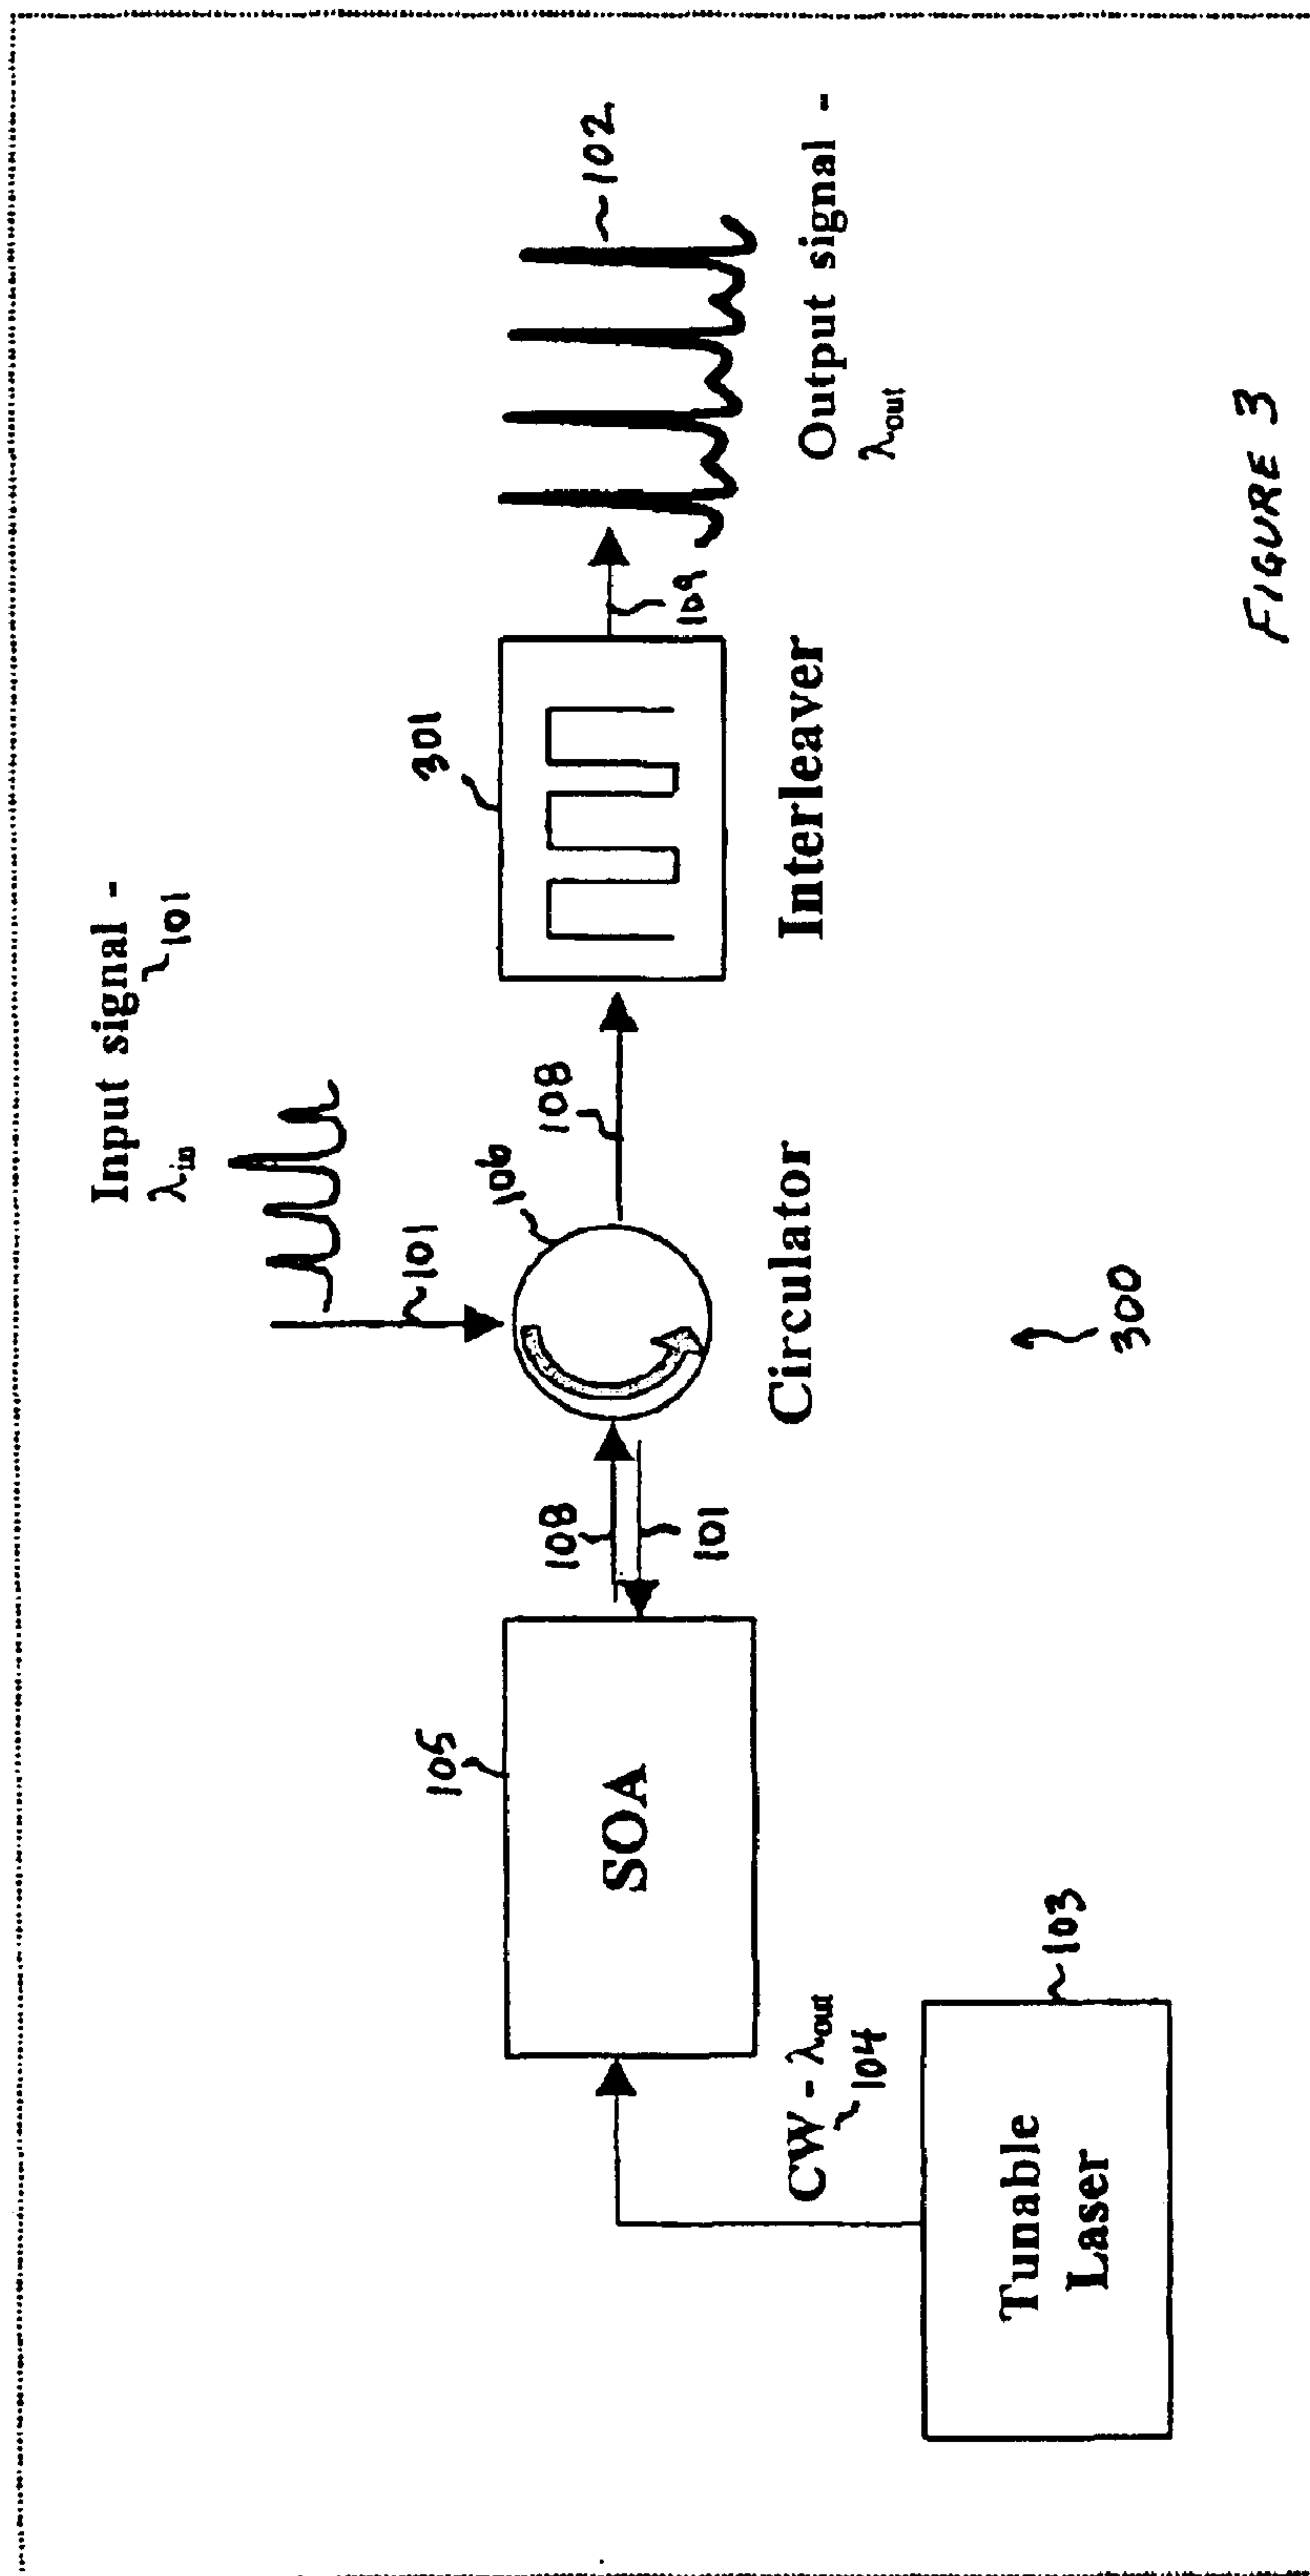 Input signal -
λin
101
101
102
Output signal -
λout
109
301
Interleaver
108
106
Circulator
108
101
105
SOA
CW - λout
104
103
Tunable
Laser
300
FIGURE 3